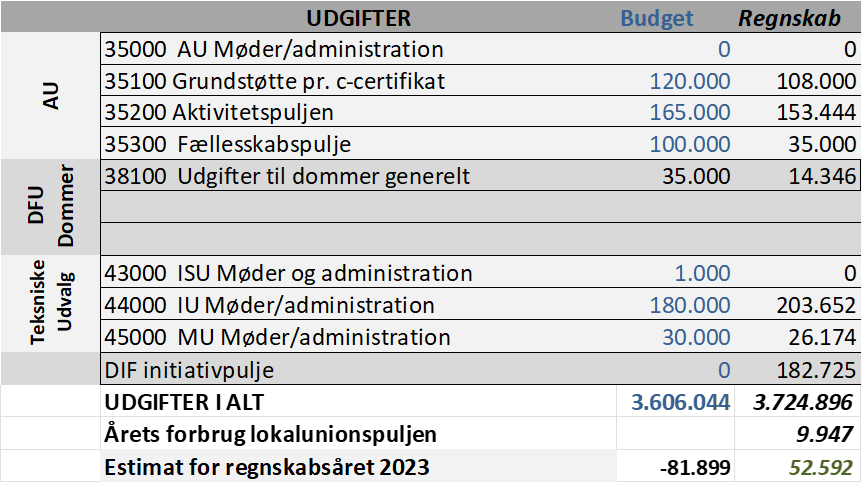 UDGIFTER Budget Regnskab
AU
35000 AU Møder/administration 0 0
35100 Grundstøtte pr. c-certifikat 120.000 108.000
35200 Aktivitetspuljen 165.000 153.444
35300 Fællesskabspulje 100.000 35.000
DFU
Dommer
38100 Udgifter til dommer generelt 35.000 14.346
Teksniske
Udvalg
43000 ISU Møder og administration 1.000 0
44000 IU Møder/administration 180.000 203.652
45000 MU Møder/administration 30.000 26.174
DIF initiativpulje 0 182.725
UDGIFTER I ALT 3.606.044 3.724.896
Årets forbrug lokalunionspuljen 9.947
Estimat for regnskabsåret 2023 -81.899 52.592